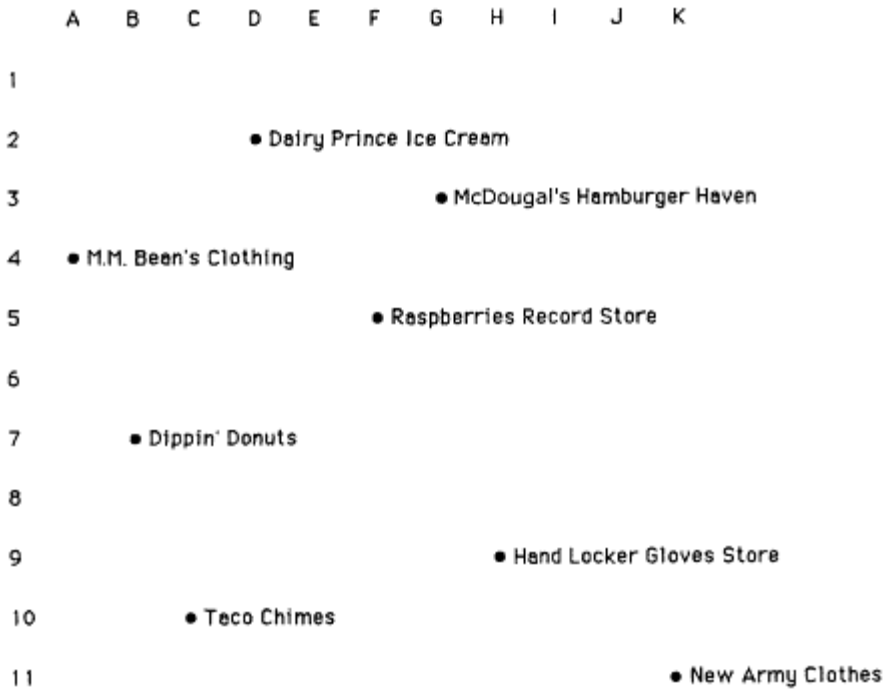 A B C D E F G H I J K
1
2 Dairy Prince Ice Cream
3 McDougal's Hamburger Haven
4 M.M. Bean's Clothing
5 Raspberries Record Store
6
7 Dippin' Donuts
8
9 Hand Locker Gloves Store
10 Taco Chimes
11 New Army Clothes